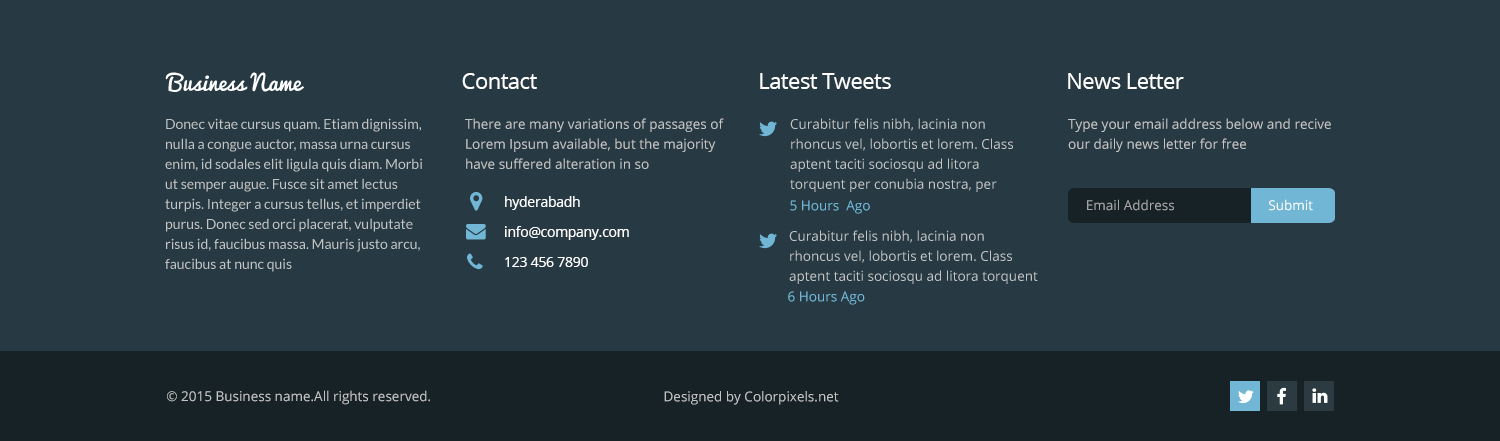 Business Name
Donec vitae cursus quam. Etiam dignissim,
nulla a congue auctor, massa urna cursus
enim, id sodales elit ligula quis diam. Morbi
ut semper augue. Fusce sit amet lectus
turpis. Integer a cursus tellus, et imperdiet
purus. Donec sed orci placerat, vulputate
risus id, faucibus massa. Mauris justo arcu,
faucibus at nunc quis
Contact
There are many variations of passages of
Lorem Ipsum available, but the majority
have suffered alteration in so
hyderabadh
info@company.com
123 456 7890
Latest Tweets
Curabitur felis nibh, lacinia non
rhoncus vel, lobortis et lorem. Class
aptent taciti sociosqu ad litora
torquent per conubia nostra, per
5 Hours  Ago
Curabitur felis nibh, lacinia non
rhoncus vel, lobortis et lorem. Class
aptent taciti sociosqu ad litora torquent
6 Hours Ago
News Letter
Type your email address below and recive
our daily news letter for free
Email Address
Submit
© 2015 Business name.All rights reserved.
Designed by Colorpixels.net